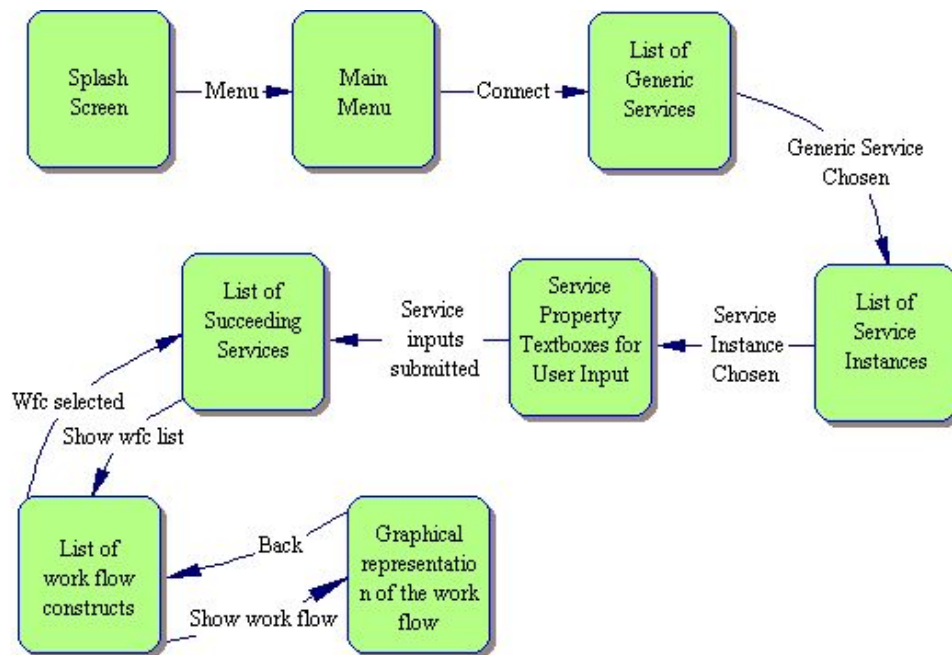 Splash
Screen
Menu
Main
Menu
Connect
List of
Generic
Services
Generic Service
Chosen
List of
Service
Instances
Service
Instance
Chosen
Service
Property
Textboxes for
User Input
Service
inputs
submitted
List of
Succeeding
Services
Wfc selected
Show wfc list
List of
work flow
constructs
Back
Show work flow
Graphical
representatio
n of the work
flow